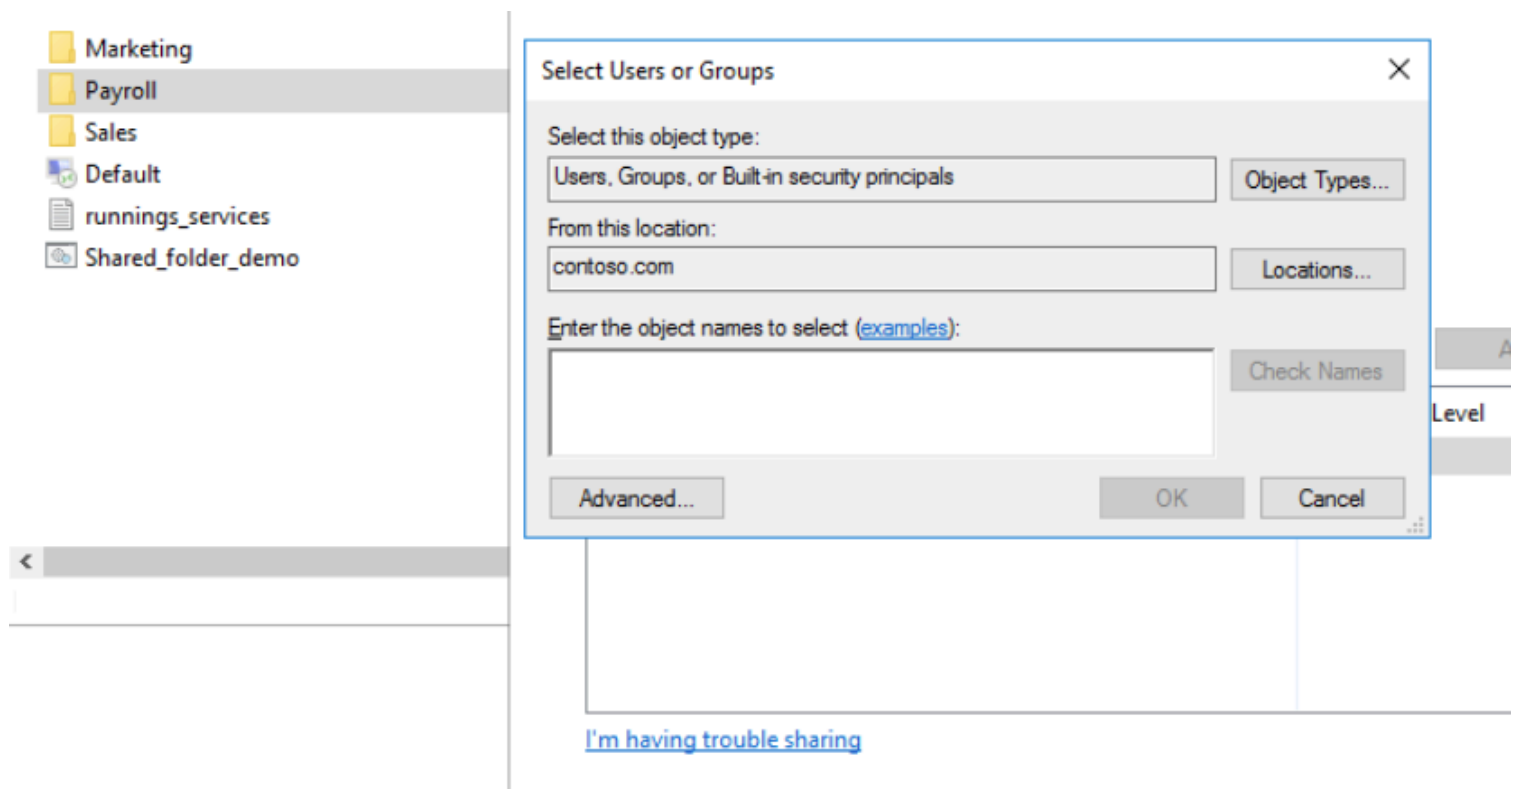 Marketing
Payroll
Sales
Default
runnings_services
Shared_folder_demo
Select Users or Groups
Select this object type:
Users, Groups, or Built-in security principals
Object Types...
From this location:
contoso.com
Locations...
Enter the object names to select (examples):
Check Names
Advanced...
OK
Cancel
Level
I'm having trouble sharing